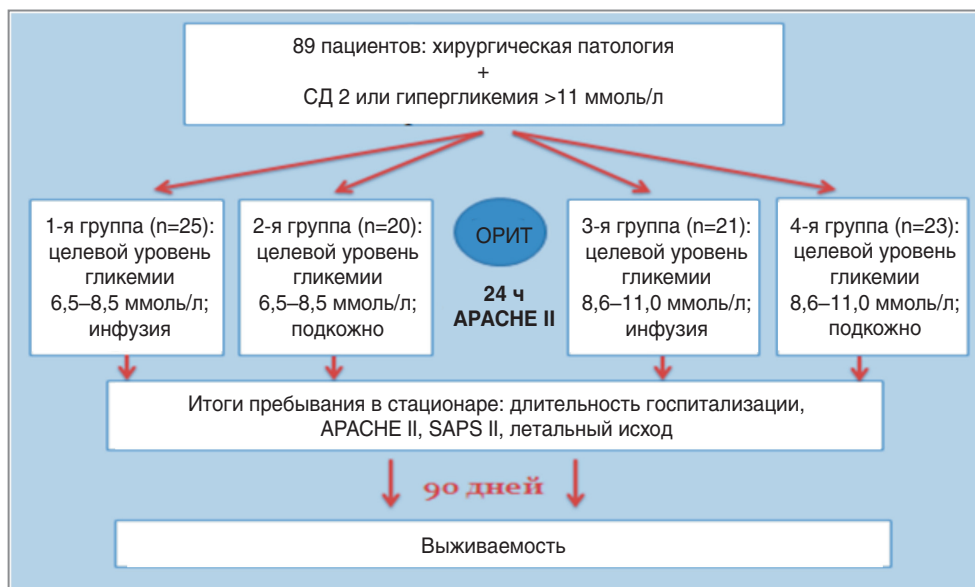 89 пациентов: хирургическая патология
+
СД 2 или гипергликемия >11 ммоль/л
1-я группа (n=25):
целевой уровень
гликемии
6,5–8,5 ммоль/л;
инфузия
2-я группа (n=20):
целевой уровень
гликемии
6,5–8,5 ммоль/л;
подкожно
ОРИТ
24 ч
APACHE II
3-я группа (n=21):
целевой уровень
гликемии
8,6–11,0 ммоль/л;
инфузия
4-я группа (n=23):
целевой уровень
гликемии
8,6–11,0 ммоль/л;
подкожно
Итоги пребывания в стационаре: длительность госпитализации,
APACHE II, SAPS II, летальный исход
90 дней
Выживаемость